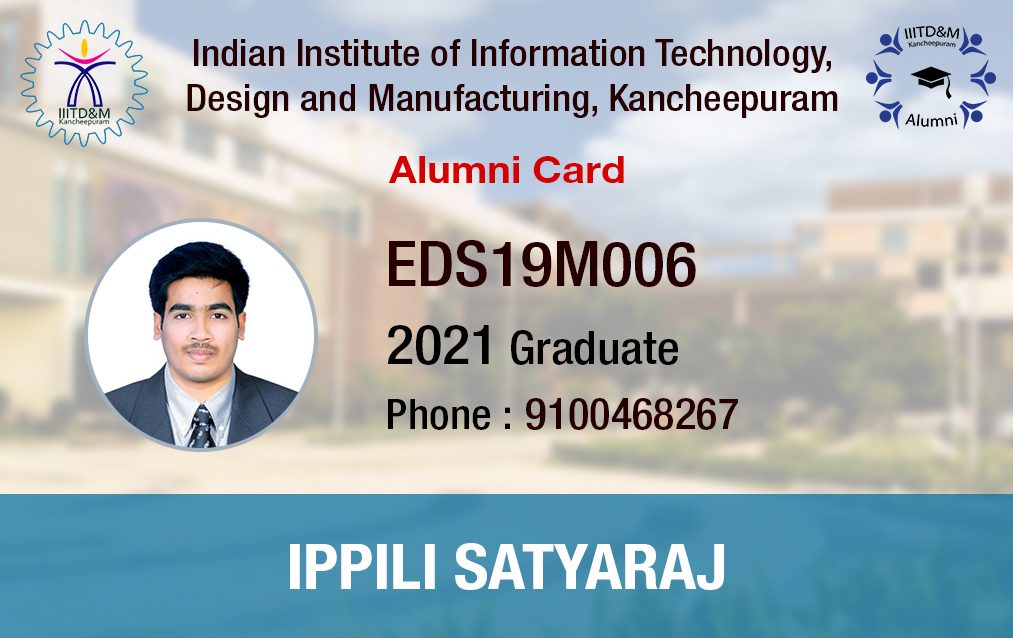 Indian Institute of Information Technology,
Design and Manufacturing, Kancheepuram
IIITD&M
Kancheepuram
IIITD&M
Kancheepuram
Alumni
Alumni Card
EDS19M006
2021 Graduate
Phone : 9100468267
IPPILI SATYARAJ